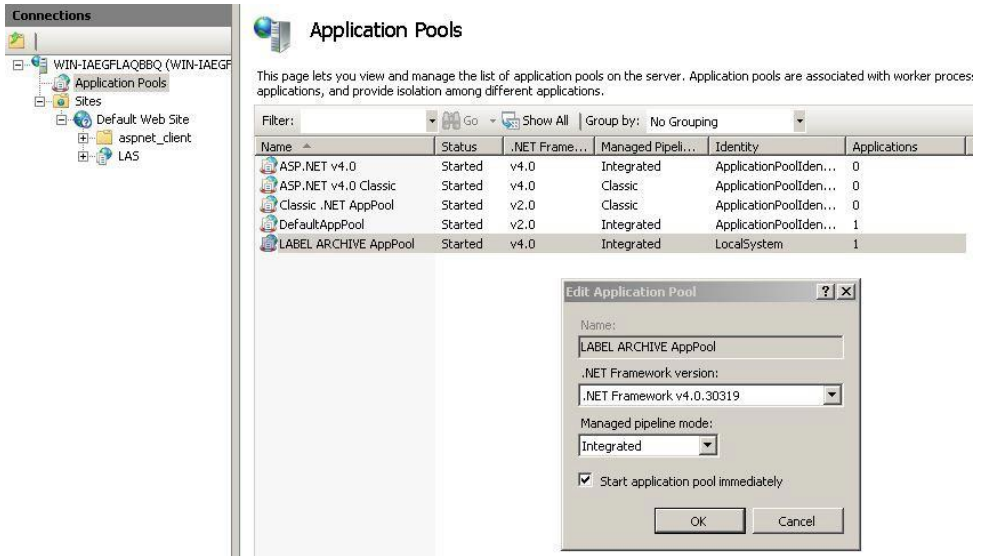 Connections
WIN-IAEGFLAQBBQ (WIN-IAEGF
Application Pools
Sites
Default Web Site
aspnet_client
LAS
Application Pools
This page lets you view and manage the list of application pools on the server. Application pools are associated with worker proces
applications, and provide isolation among different applications.
Filter: Go Show All Group by: No Grouping
Name Status .NET Frame... Managed Pipeli... Identity Applications
ASP.NET v4.0 Started v4.0 Integrated ApplicationPoolIden... 0
ASP.NET v4.0 Classic Started v4.0 Classic ApplicationPoolIden... 0
Classic .NET AppPool Started v2.0 Classic ApplicationPoolIden... 0
DefaultAppPool Started v2.0 Integrated ApplicationPoolIden... 1
LABEL ARCHIVE AppPool Started v4.0 Integrated LocalSystem 1
Edit Application Pool
Name:
LABEL ARCHIVE AppPool
.NET Framework version:
.NET Framework v4.0.30319
Managed pipeline mode:
Integrated
Start application pool immediately
OK Cancel